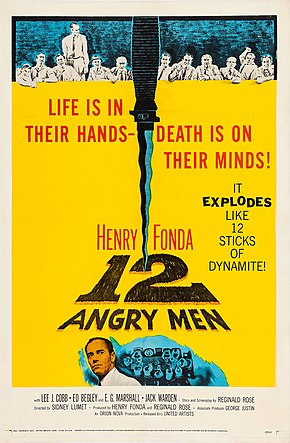 LIFE IS IN
THEIR HANDS- DEATH IS ON
THEIR MINDS!
IT
EXPLODES
LIKE
12
STICKS
OF
DYNAMITE!
HENRY FONDA
12
ANGRY MEN
with LEE J. COBB • ED BEGLEY and E. G. MARSHALL • JACK WARDEN • Story and Screenplay by REGINALD ROSE
Directed by SIDNEY LUMET • Produced by HENRY FONDA and REGINALD ROSE • Associate Producer GEORGE JUSTIN
An ORION-NOVA Production • Released thru UNITED ARTISTS